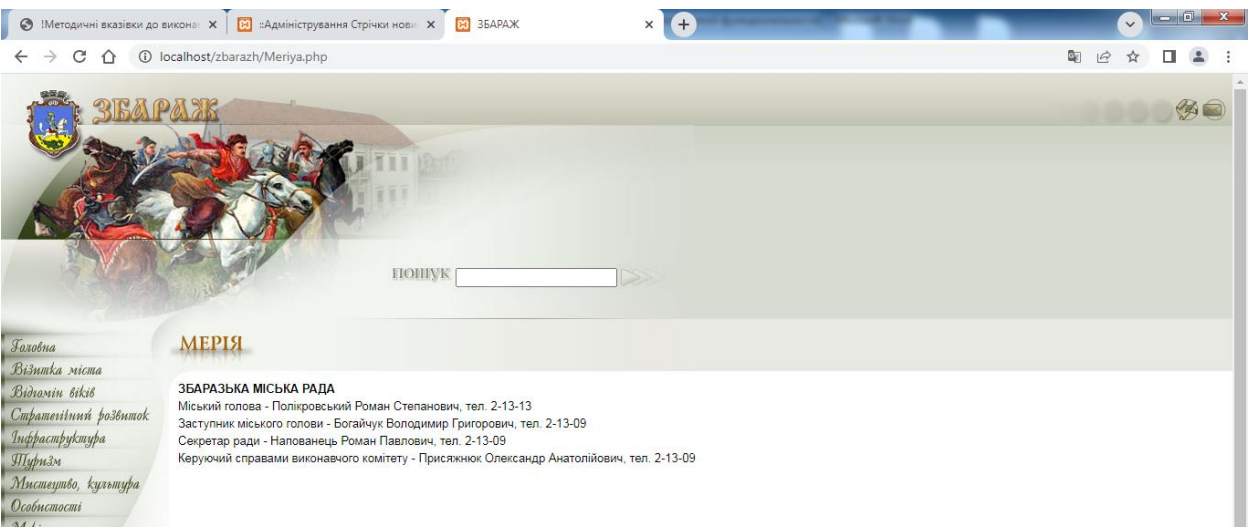 !Методичні вказівки до викона
::Адміністрування Стрічки нови
ЗБАРАЖ
localhost/zbarazh/Meriya.php
ЗБАРАЖ
ПОШУК
МЕРІЯ
Головна
Візитка міста
Відгомін віків
Стратегічний розвиток
Інфраструктура
Туризм
Мистецтво, культура
Особистості
ЗБАРАЗЬКА МІСЬКА РАДА
Міський голова - Полікровський Роман Степанович, тел. 2-13-13
Заступник міського голови - Богайчук Володимир Григорович, тел. 2-13-09
Секретар ради - Напованець Роман Павлович, тел. 2-13-09
Керуючий справами виконавчого комітету - Присяжнюк Олександр Анатолійович, тел. 2-13-09